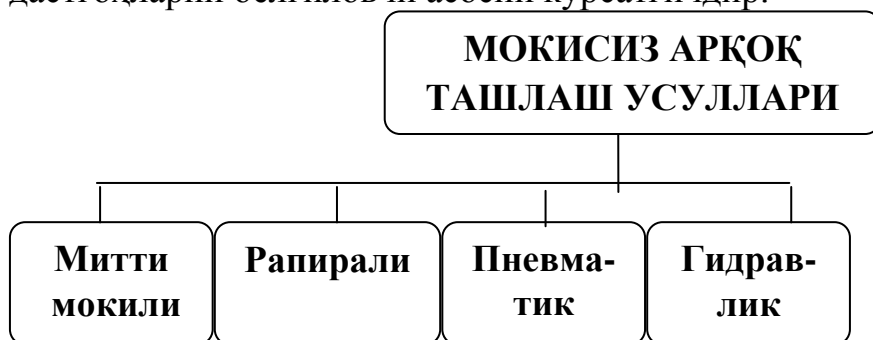 МОКИСИЗ АРҚОҚ
ТАШЛАШ УСУЛЛАРИ
Митти
мокили
Рапирали
Пневма-
тик
Гидрав-
лик